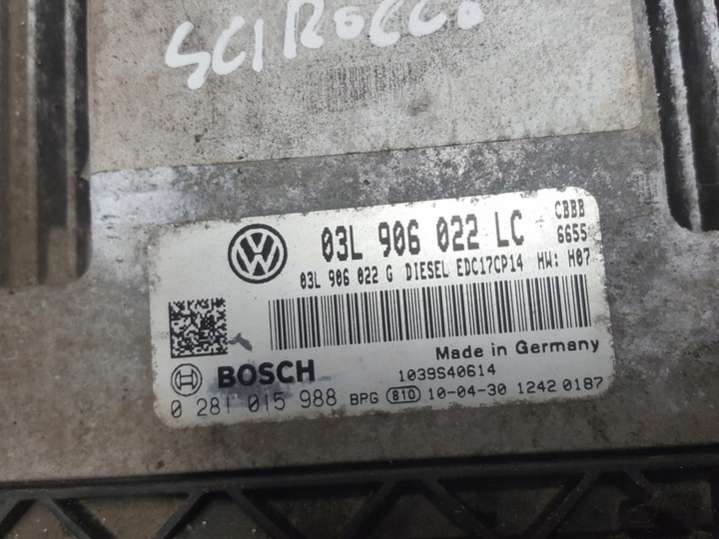 SCIROCCO
VW
03L 906 022 LC
CBBB
6655
03L 906 022 G DIESEL EDC17CP14 HW: H07
Made in Germany
BOSCH
1039S40614
0 281 015 988 BPG 810 10-04-30 1242 0187